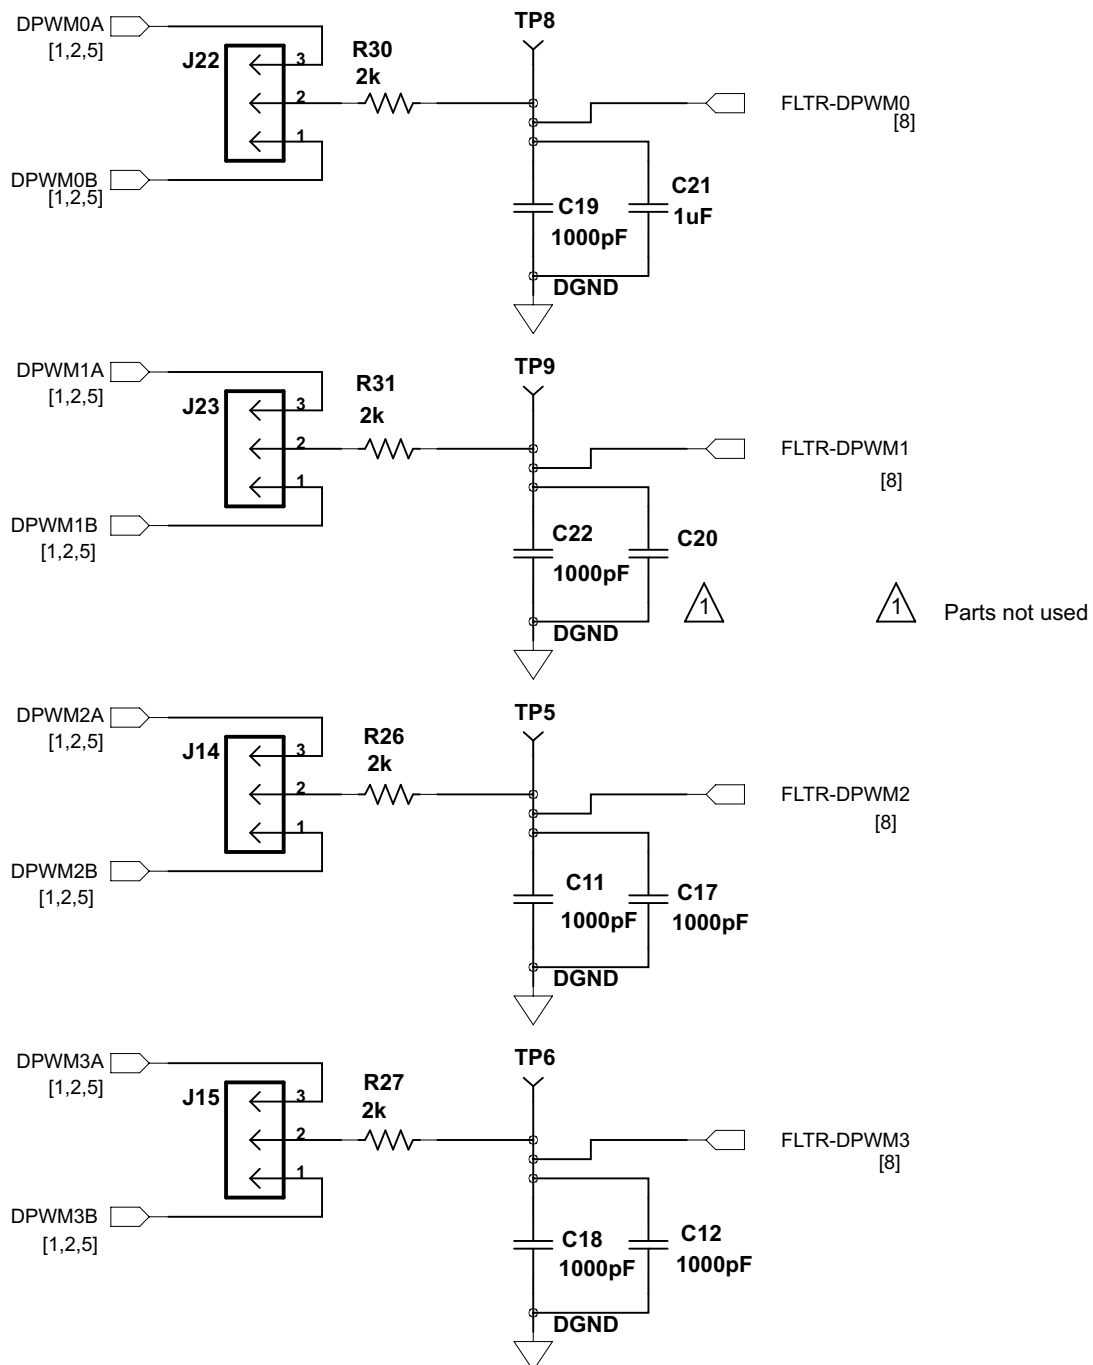 DPWM0A
[1,2,5]
J22
3
2
1
R30
2k
TP8
FLTR-DPWM0
[8]
DPWM0B
[1,2,5]
C19
1000pF
C21
1uF
DGND
DPWM1A
[1,2,5]
J23
3
2
1
R31
2k
TP9
FLTR-DPWM1
[8]
DPWM1B
[1,2,5]
C22
1000pF
C20
1
1 Parts not used
DGND
DPWM2A
[1,2,5]
J14
3
2
1
R26
2k
TP5
FLTR-DPWM2
[8]
DPWM2B
[1,2,5]
C11
1000pF
C17
1000pF
DGND
DPWM3A
[1,2,5]
J15
3
2
1
R27
2k
TP6
FLTR-DPWM3
[8]
DPWM3B
[1,2,5]
C18
1000pF
C12
1000pF
DGND